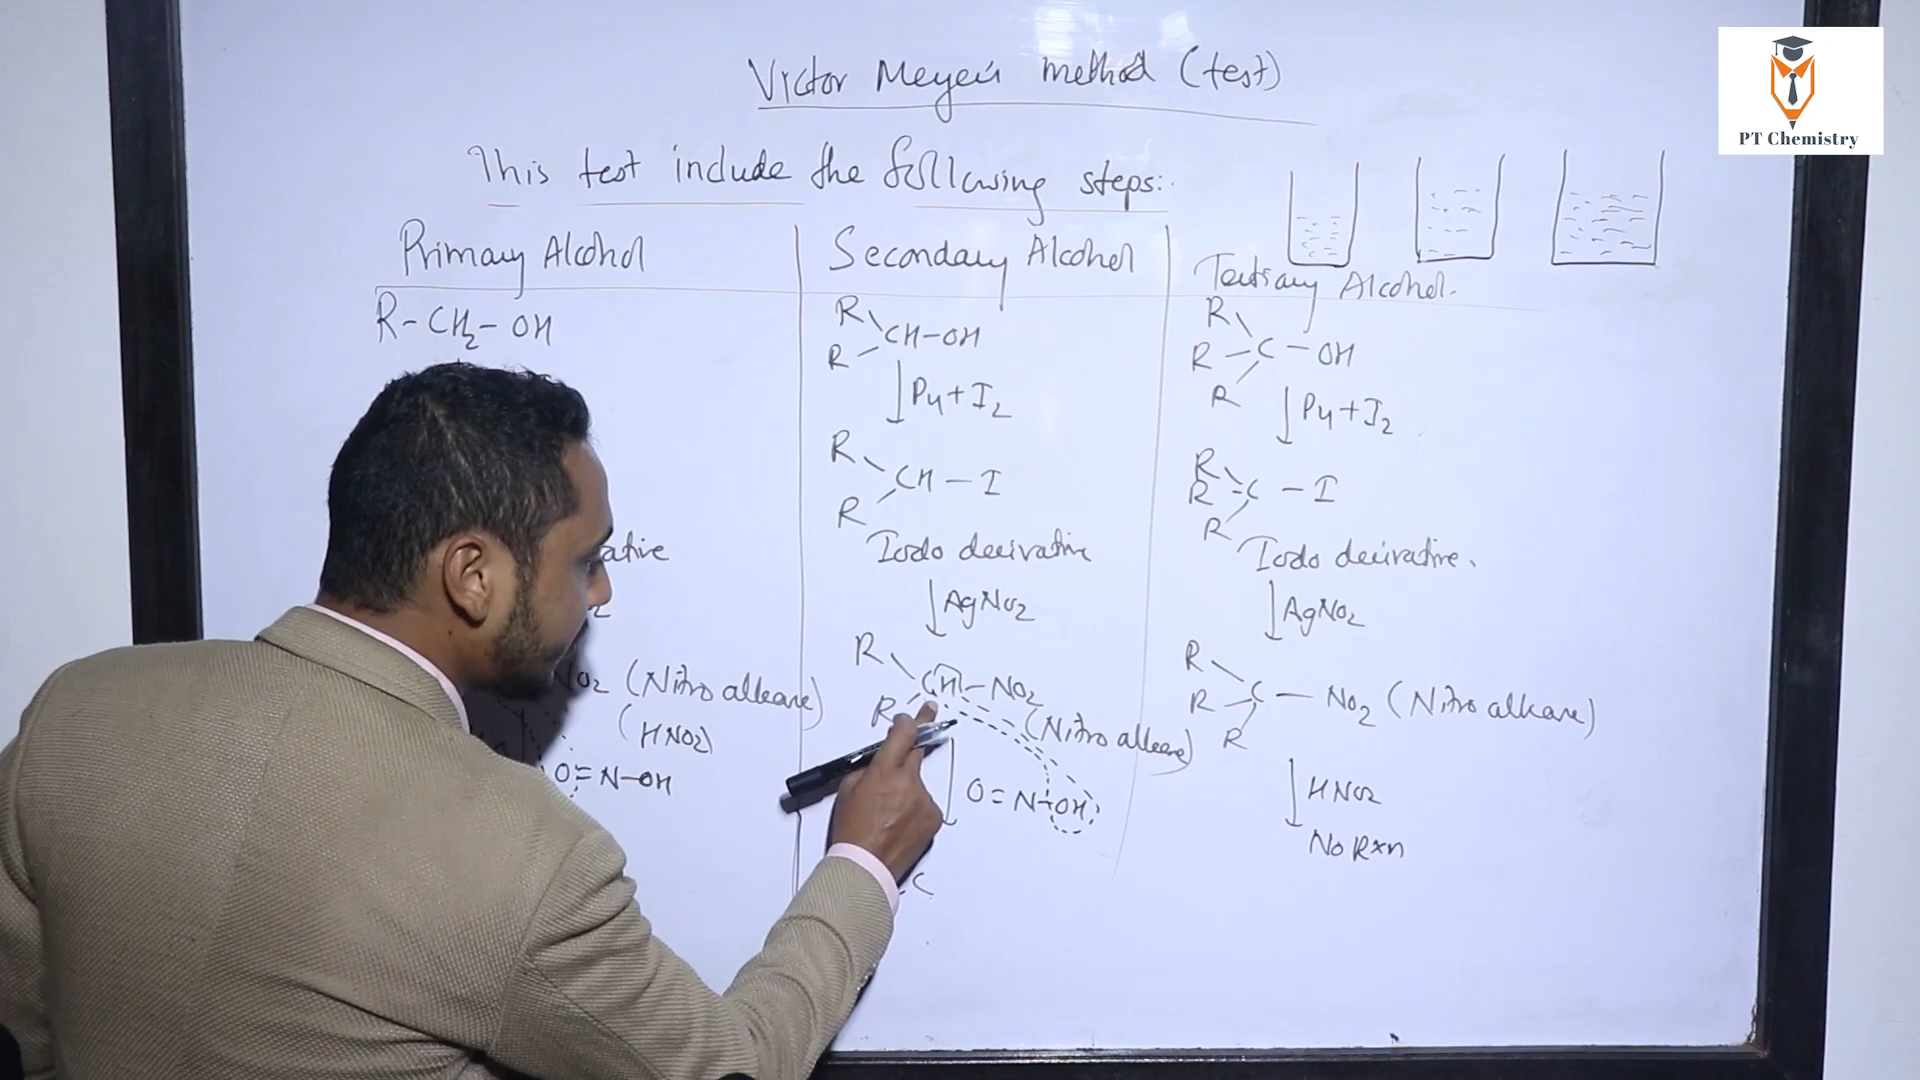 Victor Meyer's method (test)
PT Chemistry
This test include the following steps:
Primary Alcohol
R-CH2-OH
NO2 (Nitro alkane)
(HNO2)
O=N-OH
Secondary Alcohol
R
CH-OH
R
P4+I2
R
CH-I
R
Iodo derivative
AgNO2
R
CH-NO2
R
(Nitro alkane)
O=N-OH
C
Tertiary Alcohol.
R
R-C-OH
R
P4+I2
R
R-C-I
R
Iodo derivative.
AgNO2
R
R-C-NO2 (Nitro alkane)
R
HNO2
No Rxn